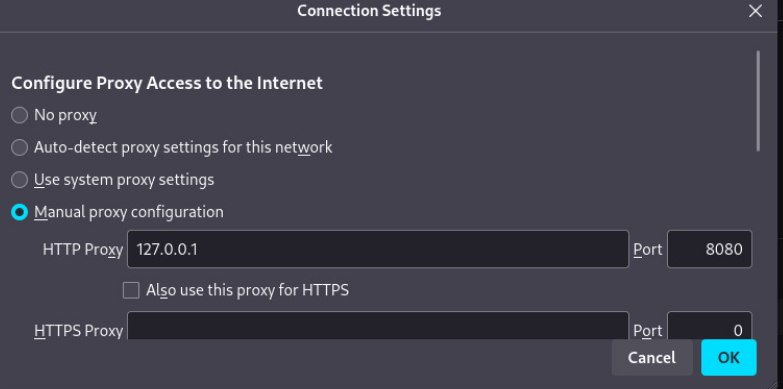 Connection Settings
Configure Proxy Access to the Internet
No proxy
Auto-detect proxy settings for this network
Use system proxy settings
Manual proxy configuration
HTTP Proxy 127.0.0.1 Port 8080
Also use this proxy for HTTPS
HTTPS Proxy Port 0
Cancel OK